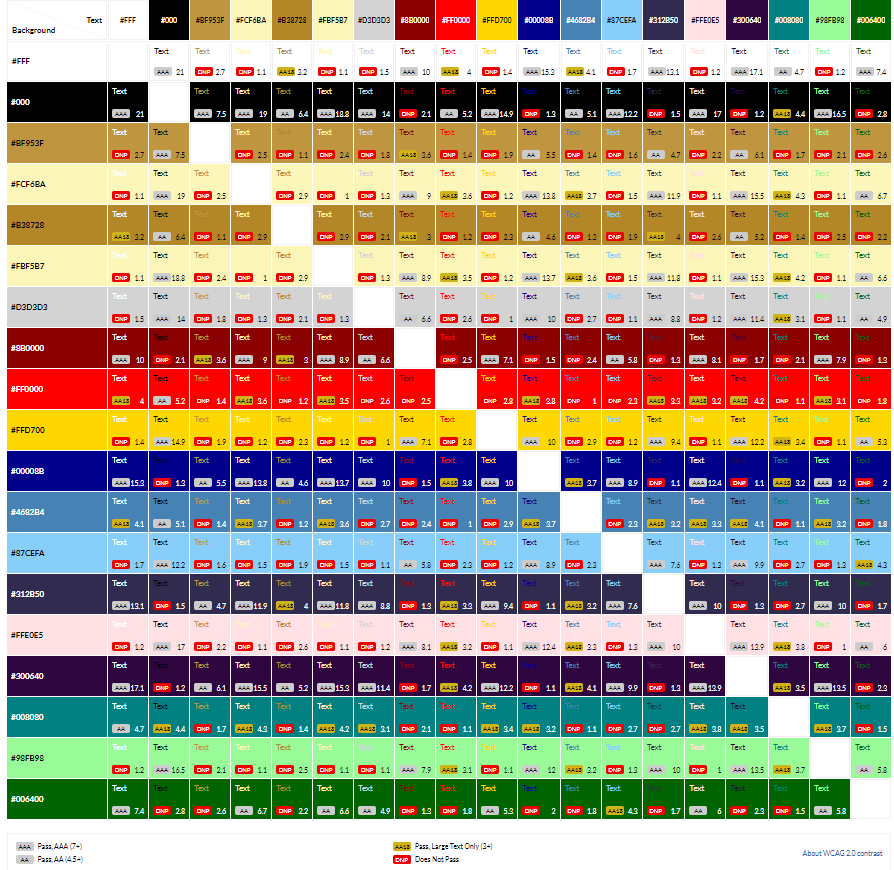 Text #FFF #000 #BF953F #FCF6BA #B38728 #FBF5B7 #D3D3D3 #8B0000 #FF0000 #FFD700 #00008B #4682B4 #87CEFA #312B50 #FFE0E5 #300640 #008080 #98FB98 #006400
Background
Text Text Text Text Text Text Text Text Text Text Text Text Text Text Text Text Text Text
#FFF
AAA 21 DNP 2.7 DNP 1.1 AA18 3.2 DNP 1.1 DNP 1.5 AAA 10 AA18 4 DNP 1.4 AAA 15.3 AA18 4.1 DNP 1.7 AAA 13.1 DNP 1.2 AAA 17.1 AA 4.7 DNP 1.2 AAA 7.4
Text Text Text Text Text Text Text Text Text Text Text Text Text Text Text Text Text Text
#000
AAA 21 AAA 7.5 AAA 19 AA 6.4 AAA 18.8 AAA 14 DNP 2.1 AA 5.2 AAA 14.9 DNP 1.3 AA 5.1 AAA 12.2 DNP 1.5 AAA 17 DNP 1.2 AA18 4.4 AAA 16.5 DNP 2.8
Text Text Text Text Text Text Text Text Text Text Text Text Text Text Text Text Text Text
#BF953F
DNP 2.7 AAA 7.5 DNP 2.5 DNP 1.1 DNP 2.4 DNP 1.8 AA18 3.6 DNP 1.4 DNP 1.9 AA 5.5 DNP 1.4 DNP 1.6 AA 4.7 DNP 2.2 AA 6.1 DNP 1.7 DNP 2.1 DNP 2.6
Text Text Text Text Text Text Text Text Text Text Text Text Text Text Text Text Text Text
#FCF6BA
DNP 1.1 AAA 19 DNP 2.5 DNP 2.9 DNP 1 DNP 1.3 AAA 9 AA18 3.6 DNP 1.2 AAA 13.8 AA18 3.7 DNP 1.5 AAA 11.9 DNP 1.1 AAA 15.5 AA18 4.3 DNP 1.1 AA 6.7
Text Text Text Text Text Text Text Text Text Text Text Text Text Text Text Text Text Text
#B38728
AA18 3.2 AA 6.4 DNP 1.1 DNP 2.9 DNP 2.9 DNP 2.1 AA18 3 DNP 1.2 DNP 2.3 AA 4.6 DNP 1.2 DNP 1.9 AA18 4 DNP 2.6 AA 5.2 DNP 1.4 DNP 2.5 DNP 2.2
Text Text Text Text Text Text Text Text Text Text Text Text Text Text Text Text Text Text
#FBF5B7
DNP 1.1 AAA 18.8 DNP 2.4 DNP 1 DNP 2.9 DNP 1.3 AAA 8.9 AA18 3.5 DNP 1.2 AAA 13.7 AA18 3.6 DNP 1.5 AAA 11.8 DNP 1.1 AAA 15.3 AA18 4.2 DNP 1.1 AA 6.6
Text Text Text Text Text Text Text Text Text Text Text Text Text Text Text Text Text Text
#D3D3D3
DNP 1.5 AAA 14 DNP 1.8 DNP 1.3 DNP 2.1 DNP 1.3 AA 6.6 DNP 2.6 DNP 1 AAA 10 DNP 2.7 DNP 1.1 AAA 8.8 DNP 1.2 AAA 11.4 AA18 3.1 DNP 1.1 AA 4.9
Text Text Text Text Text Text Text Text Text Text Text Text Text Text Text Text Text Text
#8B0000
AAA 10 DNP 2.1 AA18 3.6 AAA 9 AA18 3 AAA 8.9 AA 6.6 DNP 2.5 AAA 7.1 DNP 1.5 DNP 2.4 AA 5.8 DNP 1.3 AAA 8.1 DNP 1.7 DNP 2.1 AAA 7.9 DNP 1.3
Text Text Text Text Text Text Text Text Text Text Text Text Text Text Text Text Text Text
#FF0000
AA18 4 AA 5.2 DNP 1.4 AA18 3.6 DNP 1.2 AA18 3.5 DNP 2.6 DNP 2.5 DNP 2.8 AA18 3.8 DNP 1 DNP 2.3 AA18 3.3 AA18 3.2 AA18 4.2 DNP 1.1 AA18 3.1 DNP 1.8
Text Text Text Text Text Text Text Text Text Text Text Text Text Text Text Text Text Text
#FFD700
DNP 1.4 AAA 14.9 DNP 1.9 DNP 1.2 DNP 2.3 DNP 1.2 DNP 1 AAA 7.1 DNP 2.8 AAA 10 DNP 2.9 DNP 1.2 AAA 9.4 DNP 1.1 AAA 12.2 AA18 3.4 DNP 1.1 AA 5.3
Text Text Text Text Text Text Text Text Text Text Text Text Text Text Text Text Text Text
#00008B
AAA 15.3 DNP 1.3 AA 5.5 AAA 13.8 AA 4.6 AAA 13.7 AAA 10 DNP 1.5 AA18 3.8 AAA 10 AA18 3.7 AAA 8.9 DNP 1.1 AAA 12.4 DNP 1.1 AA18 3.2 AAA 12 DNP 2
Text Text Text Text Text Text Text Text Text Text Text Text Text Text Text Text Text Text
#4682B4
AA18 4.1 AA 5.1 DNP 1.4 AA18 3.7 DNP 1.2 AA18 3.6 DNP 2.7 DNP 2.4 DNP 1 DNP 2.9 AA18 3.7 DNP 2.3 AA18 3.2 AA18 3.3 AA18 4.1 DNP 1.1 AA18 3.2 DNP 1.8
Text Text Text Text Text Text Text Text Text Text Text Text Text Text Text Text Text Text
#87CEFA
DNP 1.7 AAA 12.2 DNP 1.6 DNP 1.5 DNP 1.9 DNP 1.5 DNP 1.1 AA 5.8 DNP 2.3 DNP 1.2 AAA 8.9 DNP 2.3 AAA 7.6 DNP 1.3 AAA 9.9 DNP 2.7 DNP 1.3 AA18 4.3
Text Text Text Text Text Text Text Text Text Text Text Text Text Text Text Text Text Text
#312B50
AAA 13.1 DNP 1.5 AA 4.7 AAA 11.9 AA18 4 AAA 11.8 AAA 8.8 DNP 1.3 AA18 3.3 AAA 9.4 DNP 1.1 AA18 3.2 AAA 7.6 AAA 10 DNP 1.3 DNP 2.7 AAA 10 DNP 1.7
Text Text Text Text Text Text Text Text Text Text Text Text Text Text Text Text Text Text
#FFE0E5
DNP 1.2 AAA 17 DNP 2.2 DNP 1.1 DNP 2.6 DNP 1.1 DNP 1.2 AAA 8.1 AA18 3.2 DNP 1.1 AAA 12.4 AA18 3.3 DNP 1.3 AAA 10 AAA 13.9 AA18 3.8 DNP 1 AA 6
Text Text Text Text Text Text Text Text Text Text Text Text Text Text Text Text Text Text
#300640
AAA 17.1 DNP 1.2 AA 6.1 AAA 15.5 AA 5.2 AAA 15.3 AAA 11.4 DNP 1.7 AA18 4.2 AAA 12.2 DNP 1.1 AA18 4.1 AAA 9.9 DNP 1.3 AAA 13.9 AA18 3.5 AAA 13.5 DNP 2.3
Text Text Text Text Text Text Text Text Text Text Text Text Text Text Text Text Text Text
#008080
AA 4.7 AA18 4.4 DNP 1.7 AA18 4.3 DNP 1.4 AA18 4.2 AA18 3.1 DNP 2.1 DNP 1.1 AA18 3.4 AA18 3.2 DNP 1.1 DNP 2.7 DNP 2.7 AA18 3.8 AA18 3.5 AA18 3.7 DNP 1.5
Text Text Text Text Text Text Text Text Text Text Text Text Text Text Text Text Text Text
#98FB98
DNP 1.2 AAA 16.5 DNP 2.1 DNP 1.1 DNP 2.5 DNP 1.1 DNP 1.1 AAA 7.9 AA18 3.1 DNP 1.1 AAA 12 AA18 3.2 DNP 1.3 AAA 10 DNP 1 AAA 13.5 AA18 3.7 AA 5.8
Text Text Text Text Text Text Text Text Text Text Text Text Text Text Text Text Text Text
#006400
AAA 7.4 DNP 2.8 DNP 2.6 AA 6.7 DNP 2.2 AA 6.6 AA 4.9 DNP 1.3 DNP 1.8 AA 5.3 DNP 2 DNP 1.8 AA18 4.3 DNP 1.7 AA 6 DNP 2.3 DNP 1.5 AA 5.8
AAA Pass, AAA (7+) AA18 Pass, Large Text Only (3+)
AA Pass, AA (4.5+) DNP Does Not Pass
About WCAG 2.0 contrast